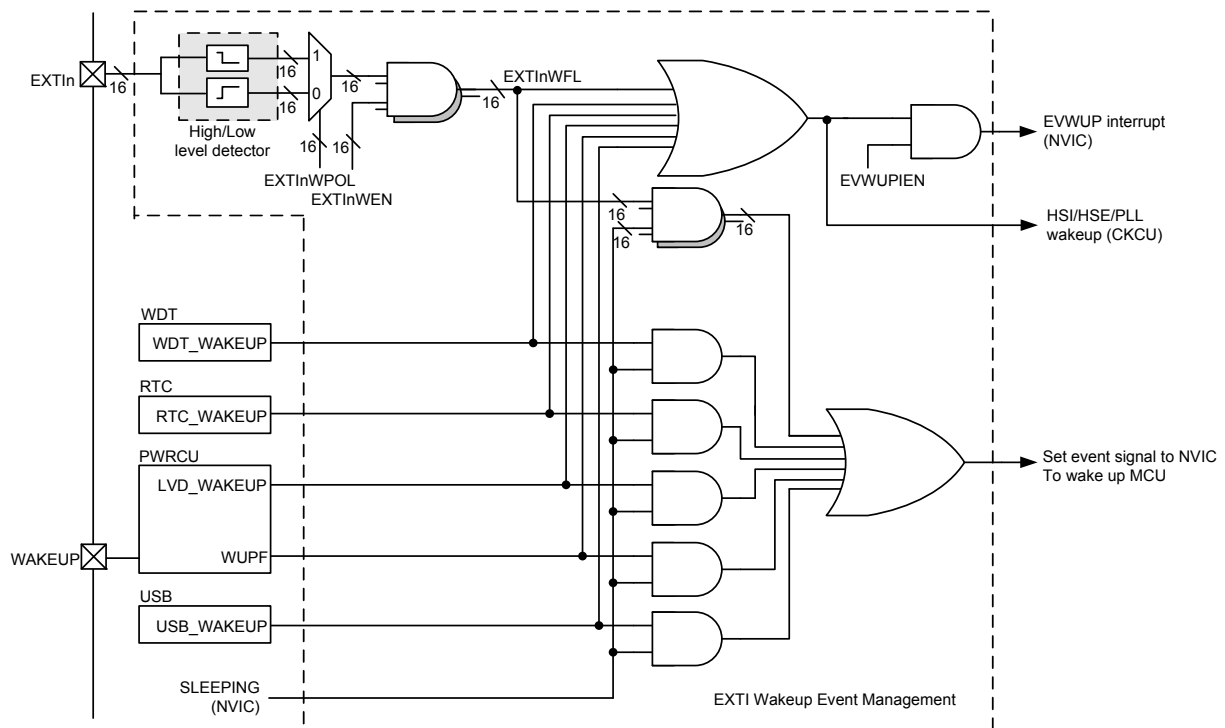 EXTIn
16
16
16
1
0
High/Low
level detector
16
16
16
EXTInWPOL
EXTInWEN
EXTInWFL
16
EVWUP interrupt
(NVIC)
EVWUPIEN
16
16
16
HSI/HSE/PLL
wakeup (CKCU)
WDT
WDT_WAKEUP
RTC
RTC_WAKEUP
PWRCU
LVD_WAKEUP
WUPF
WAKEUP
USB
USB_WAKEUP
SLEEPING
(NVIC)
Set event signal to NVIC
To wake up MCU
EXTI Wakeup Event Management